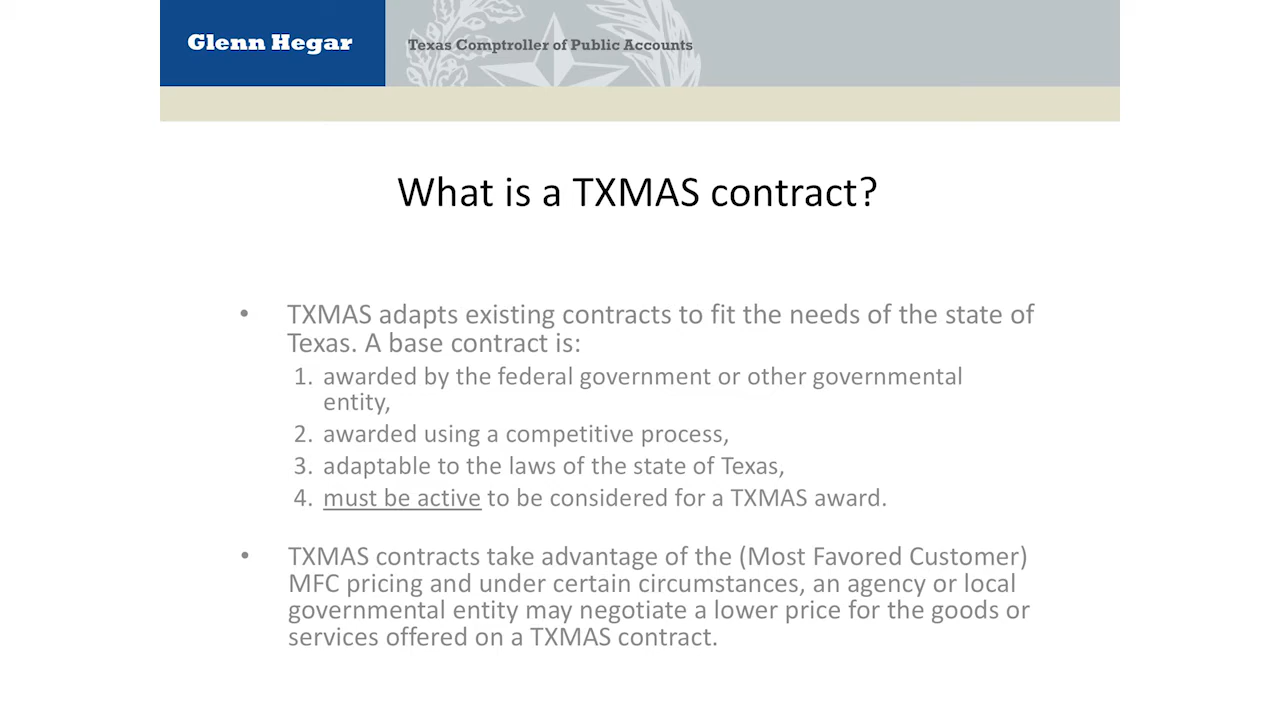 Glenn Hegar
Texas Comptroller of Public Accounts
What is a TXMAS contract?
• TXMAS adapts existing contracts to fit the needs of the state of
Texas. A base contract is:
1. awarded by the federal government or other governmental
entity,
2. awarded using a competitive process,
3. adaptable to the laws of the state of Texas,
4. must be active to be considered for a TXMAS award.
• TXMAS contracts take advantage of the (Most Favored Customer)
MFC pricing and under certain circumstances, an agency or local
governmental entity may negotiate a lower price for the goods or
services offered on a TXMAS contract.